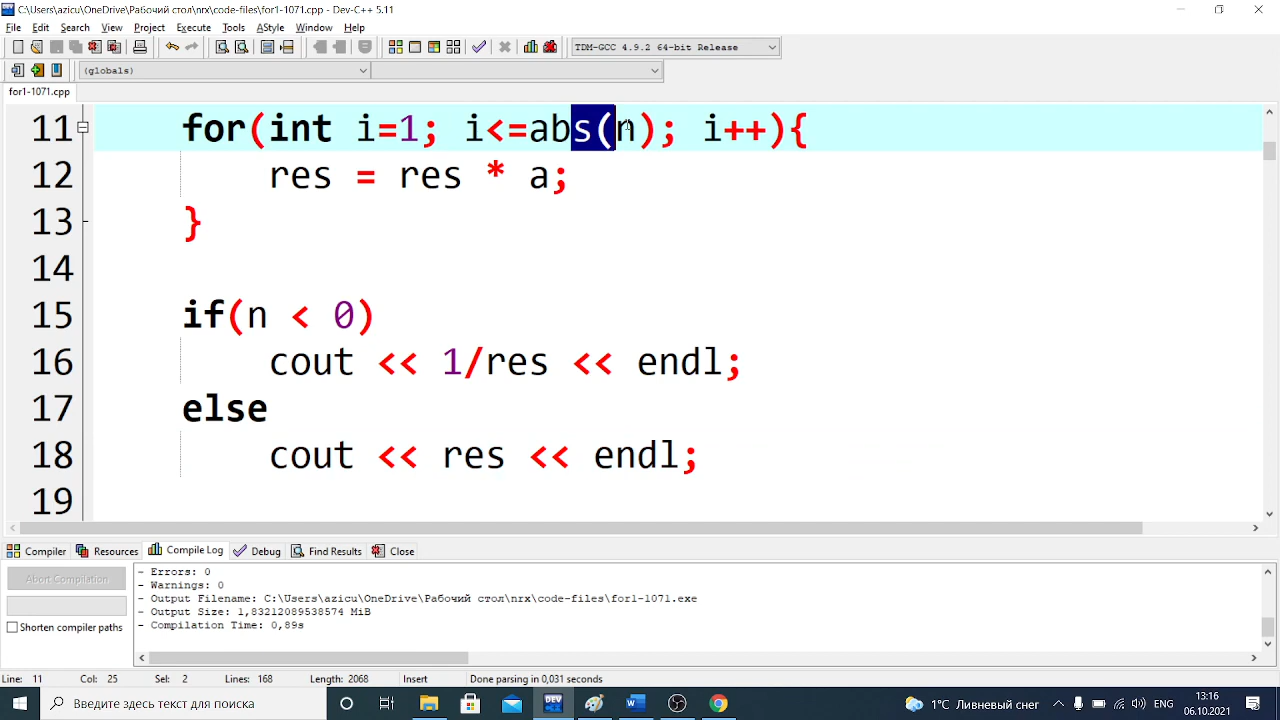 C:\Users\azicu\OneDrive\Рабочий стол\nrx\code-files\for1-1071.cpp - Dev-C++ 5.11
File Edit Search View Project Execute Tools AStyle Window Help
TDM-GCC 4.9.2 64-bit Release
(globals)
for1-1071.cpp
11 for(int i=1; i<=abs(n); i++){
12 res = res * a;
13 }
14
15 if(n < 0)
16 cout << 1/res << endl;
17 else
18 cout << res << endl;
19
Compiler Resources Compile Log Debug Find Results Close
Abort Compilation
Shorten compiler paths
- Errors: 0
- Warnings: 0
- Output Filename: C:\Users\azicu\OneDrive\Рабочий стол\nrx\code-files\for1-1071.exe
- Output Size: 1,83212089538574 MiB
- Compilation Time: 0,89s
Line: 11 Col: 25 Sel: 2 Lines: 168 Length: 2068 Insert Done parsing in 0,031 seconds
Введите здесь текст для поиска
DEV
1°C Ливневый снег
ENG
13:16
06.10.2021